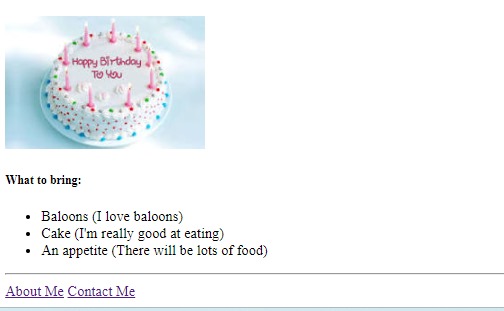 Happy Birthday
To You
What to bring:
Baloons (I love baloons)
Cake (I'm really good at eating)
An appetite (There will be lots of food)
About Me Contact Me